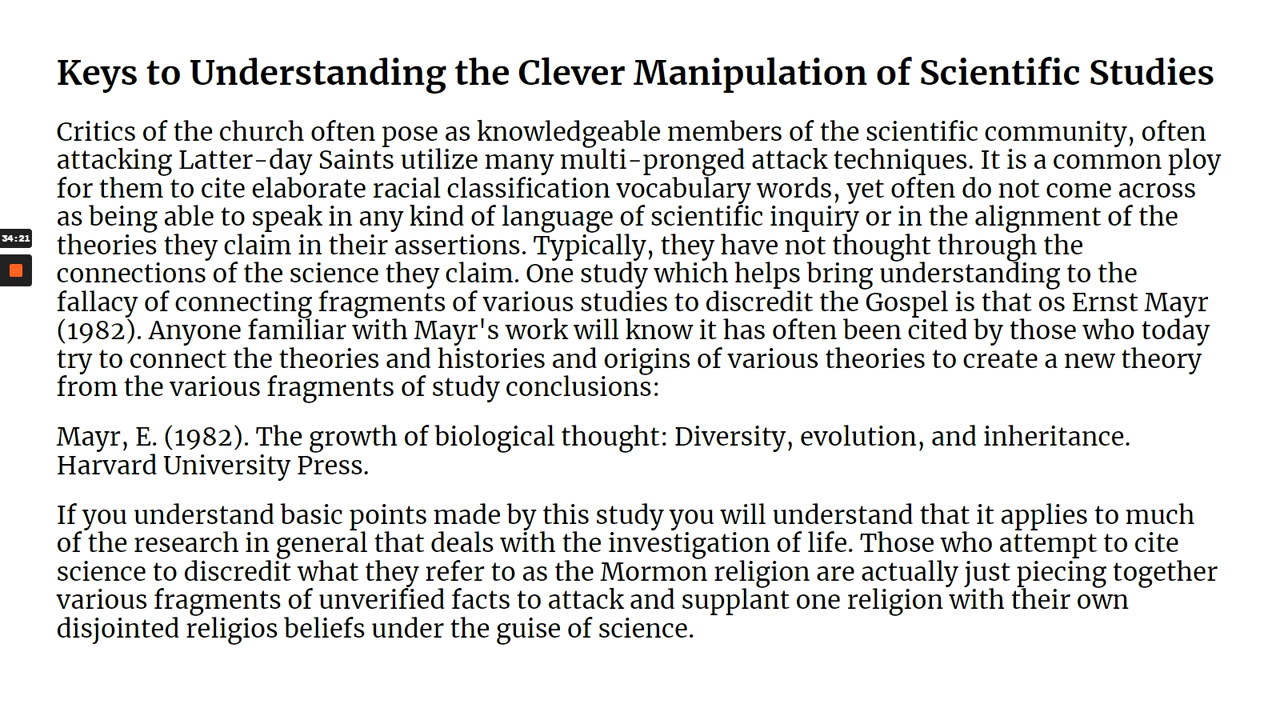 Keys to Understanding the Clever Manipulation of Scientific Studies
Critics of the church often pose as knowledgeable members of the scientific community, often
attacking Latter-day Saints utilize many multi-pronged attack techniques. It is a common ploy
for them to cite elaborate racial classification vocabulary words, yet often do not come across
as being able to speak in any kind of language of scientific inquiry or in the alignment of the
theories they claim in their assertions. Typically, they have not thought through the
connections of the science they claim. One study which helps bring understanding to the
fallacy of connecting fragments of various studies to discredit the Gospel is that os Ernst Mayr
(1982). Anyone familiar with Mayr's work will know it has often been cited by those who today
try to connect the theories and histories and origins of various theories to create a new theory
from the various fragments of study conclusions:
34:21
Mayr, E. (1982). The growth of biological thought: Diversity, evolution, and inheritance.
Harvard University Press.
If you understand basic points made by this study you will understand that it applies to much
of the research in general that deals with the investigation of life. Those who attempt to cite
science to discredit what they refer to as the Mormon religion are actually just piecing together
various fragments of unverified facts to attack and supplant one religion with their own
disjointed religios beliefs under the guise of science.